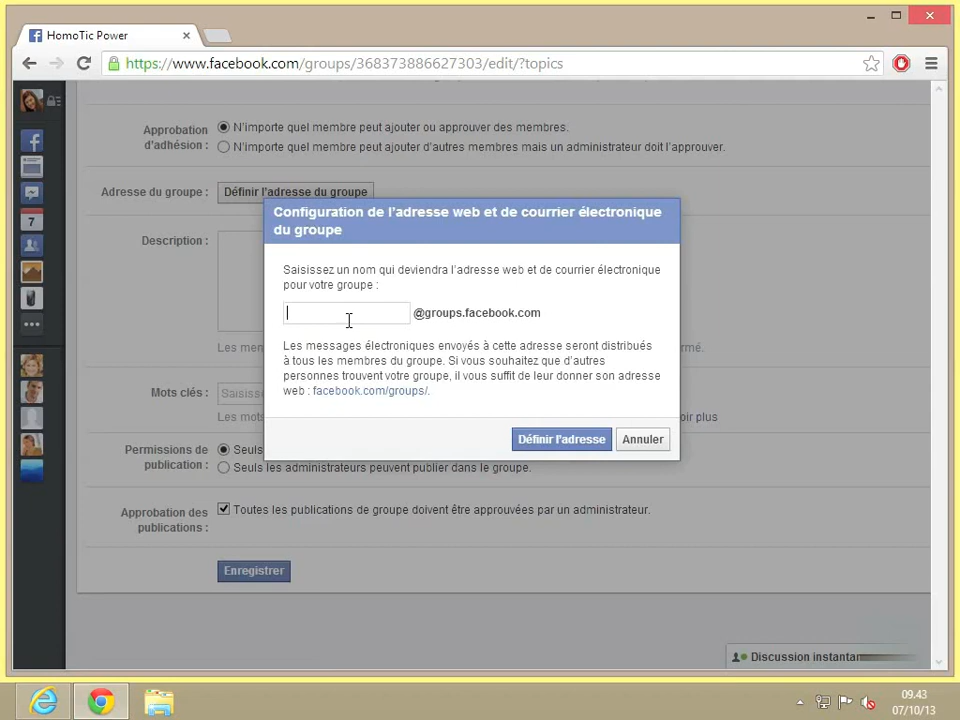 HomoTic Power
https://www.facebook.com/groups/368373886627303/edit/?topics
Approbation d'adhésion :
N'importe quel membre peut ajouter ou approuver des membres.
N'importe quel membre peut ajouter d'autres membres mais un administrateur doit l'approuver.
Adresse du groupe :
Définir l'adresse du groupe
Configuration de l'adresse web et de courrier électronique
du groupe
Description :
Saisissez un nom qui deviendra l'adresse web et de courrier électronique
pour votre groupe :
@groups.facebook.com
Les messages électroniques envoyés à cette adresse seront distribués
à tous les membres du groupe. Si vous souhaitez que d'autres
personnes trouvent votre groupe, il vous suffit de leur donner son adresse
web : facebook.com/groups/.
Les
Mots clés :
Les
plus
Définir l'adresse
Annuler
Permissions de
publication :
Seuls les administrateurs peuvent publier dans le groupe.
Approbation des
publications :
Toutes les publications de groupe doivent être approuvées par un administrateur.
Enregistrer
Discussion
7
09.43
07/10/13